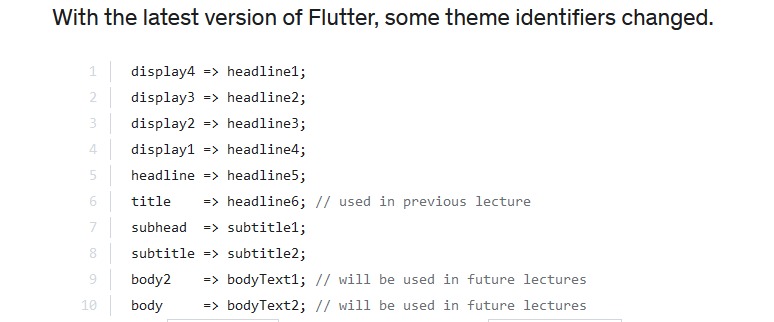 With the latest version of Flutter, some theme identifiers changed.
1 display4 => headline1;
2 display3 => headline2;
3 display2 => headline3;
4 display1 => headline4;
5 headline => headline5;
6 title    => headline6; // used in previous lecture
7 subhead  => subtitle1;
8 subtitle => subtitle2;
9 body2    => bodyText1; // will be used in future lectures
10 body     => bodyText2; // will be used in future lectures